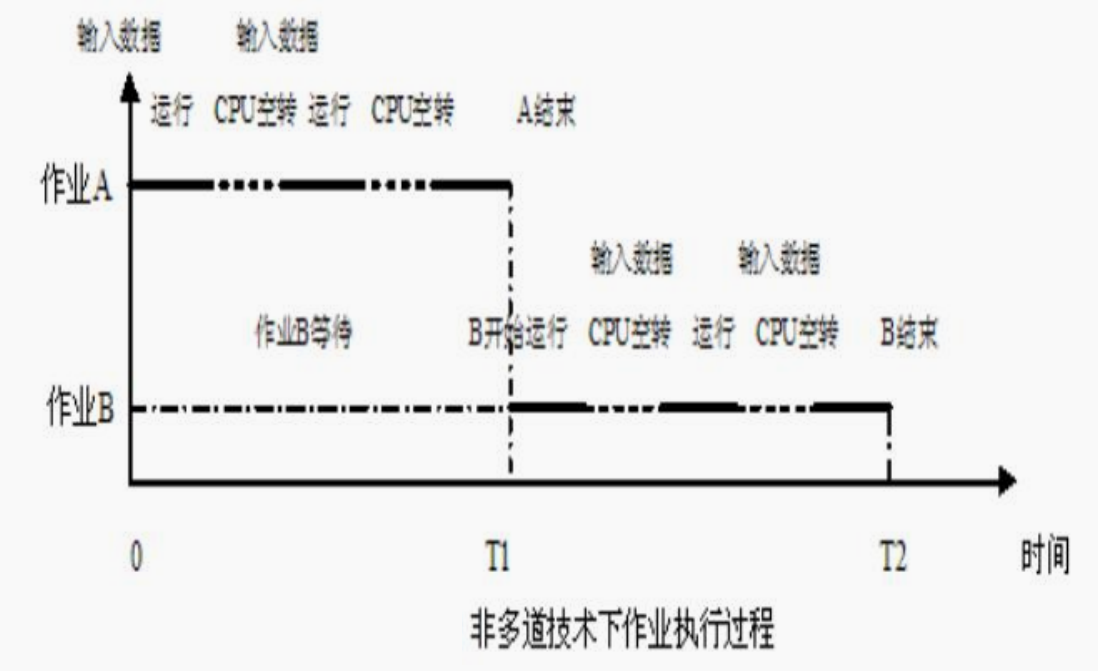 输入数据 输入数据
运行 CPU空转 运行 CPU空转 A结束
作业A
输入数据 输入数据
作业B等待 B开始运行 CPU空转 运行 CPU空转 B结束
作业B
0 T1 T2 时间
非多道技术下作业执行过程